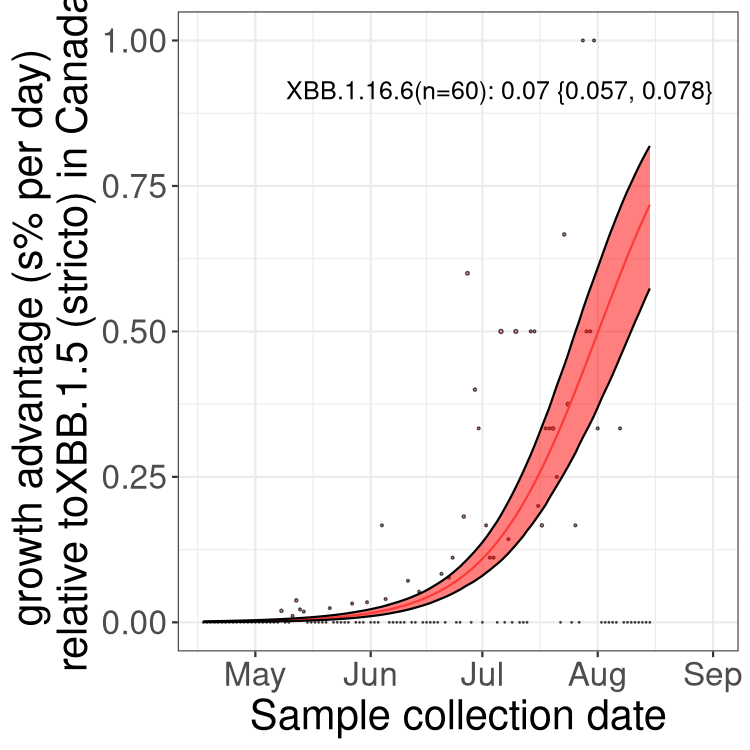 growth advantage (s% per day)
relative toXBB.1.5 (stricto) in Canada
1.00
0.75
0.50
0.25
0.00
XBB.1.16.6(n=60): 0.07 {0.057, 0.078}
May Jun Jul Aug Sep
Sample collection date